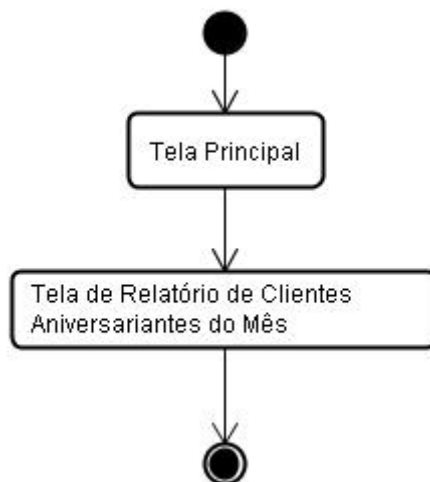 Tela Principal
Tela de Relatório de Clientes
Aniversariantes do Mês